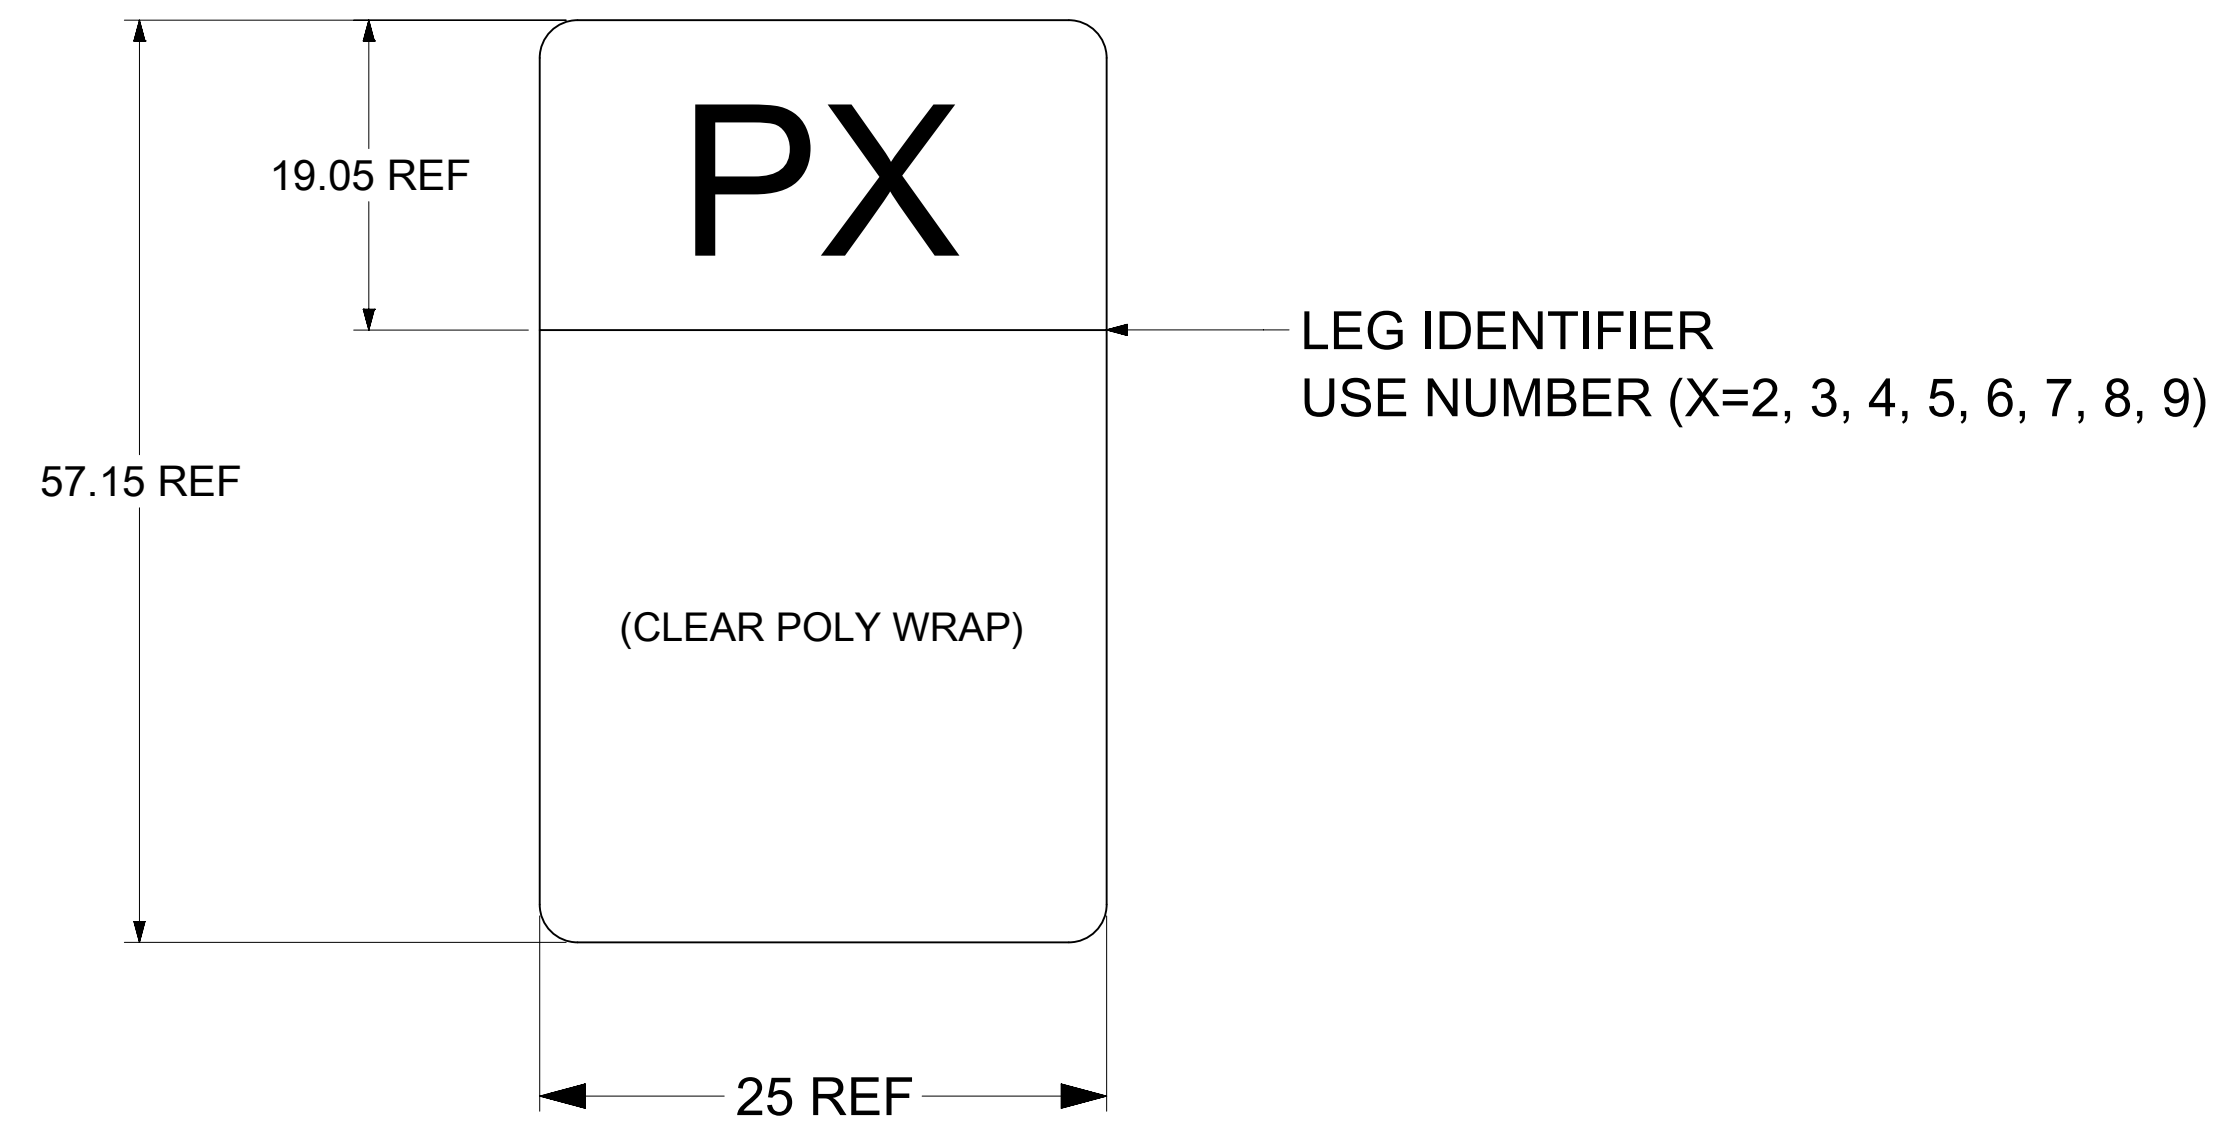 PX
19.05 REF
LEG IDENTIFIER
USE NUMBER (X=2, 3, 4, 5, 6, 7, 8, 9)
57.15 REF
(CLEAR POLY WRAP)
25 REF